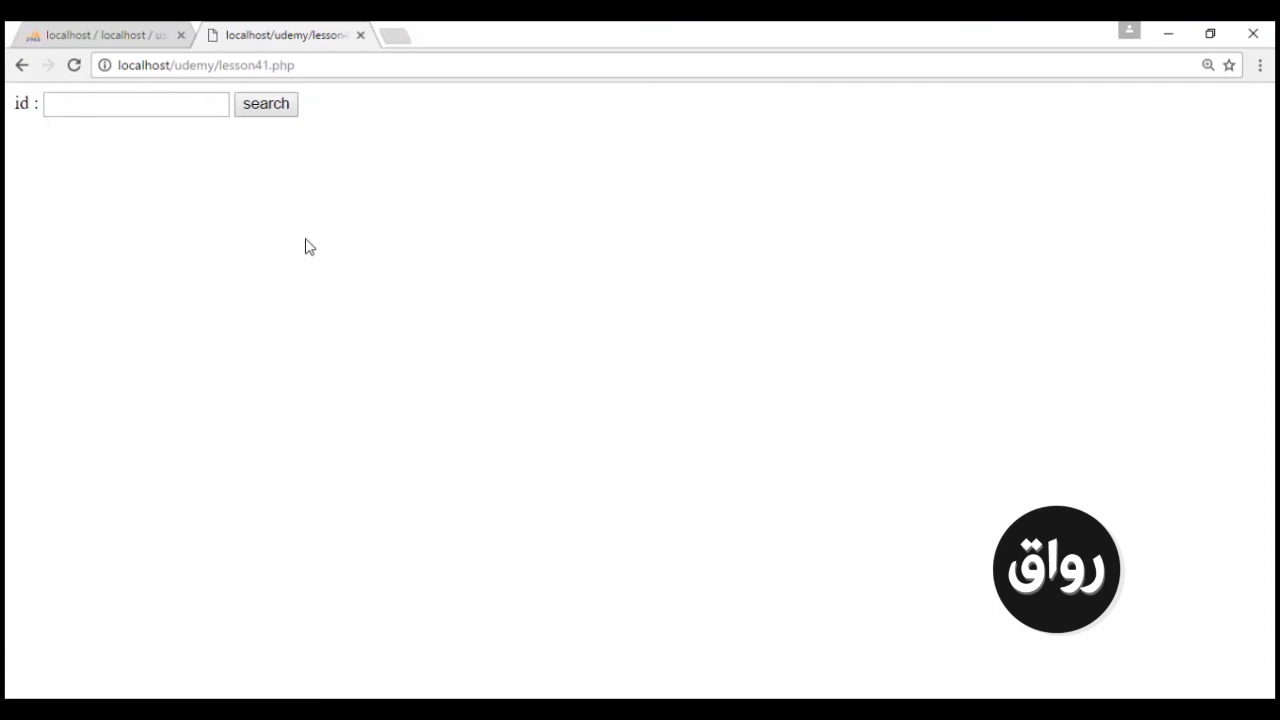 localhost / localhost / us
localhost/udemy/lesson4
localhost/udemy/lesson41.php
id :
search
رواق